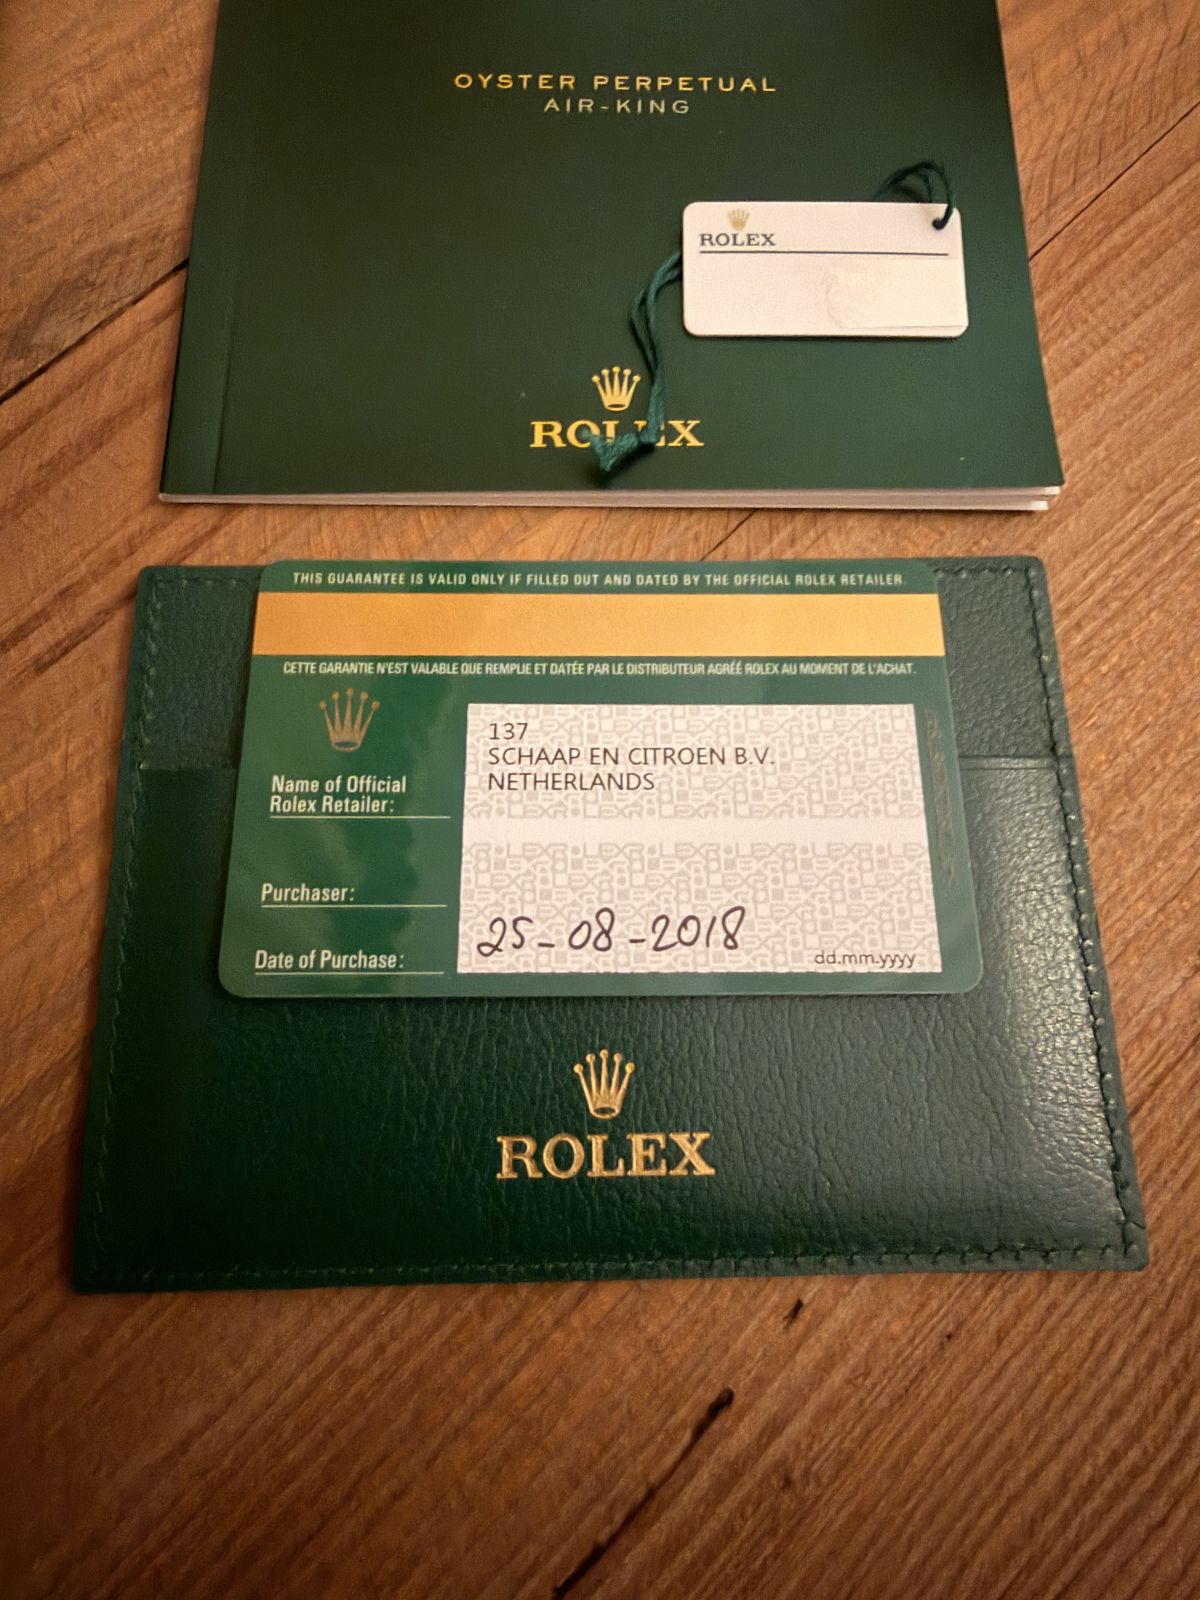 OYSTER PERPETUAL
AIR-KING
ROLEX
ROLEX
THIS GUARANTEE IS VALID ONLY IF FILLED OUT AND DATED BY THE OFFICIAL ROLEX RETAILER.
CETTE GARANTIE N'EST VALABLE QUE REMPLIE ET DATÉE PAR LE DISTRIBUTEUR AGRÉÉ ROLEX AU MOMENT DE L'ACHAT.
137
SCHAAP EN CITROEN B.V.
NETHERLANDS
Name of Official
Rolex Retailer:
Purchaser:
Date of Purchase:
25-08-2018
dd.mm.yyyy
ROLEX